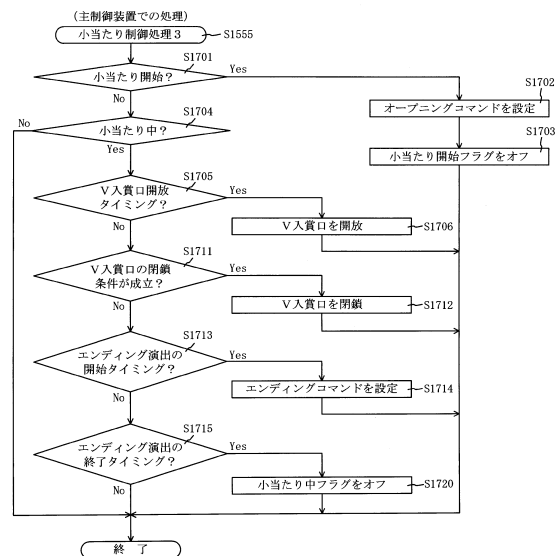 (主制御装置での処理)
小当たり制御処理3
S1555
S1701
小当たり開始?
Yes
No
S1702
オープニングコマンドを設定
S1703
小当たり開始フラグをオフ
S1704
No
小当たり中?
Yes
S1705
V入賞口開放
タイミング?
Yes
No
V入賞口を開放
S1706
S1711
V入賞口の閉鎖
条件が成立?
Yes
No
V入賞口を閉鎖
S1712
S1713
エンディング演出の
開始タイミング?
Yes
No
エンディングコマンドを設定
S1714
S1715
エンディング演出の
終了タイミング?
Yes
No
小当たり中フラグをオフ
S1720
終 了